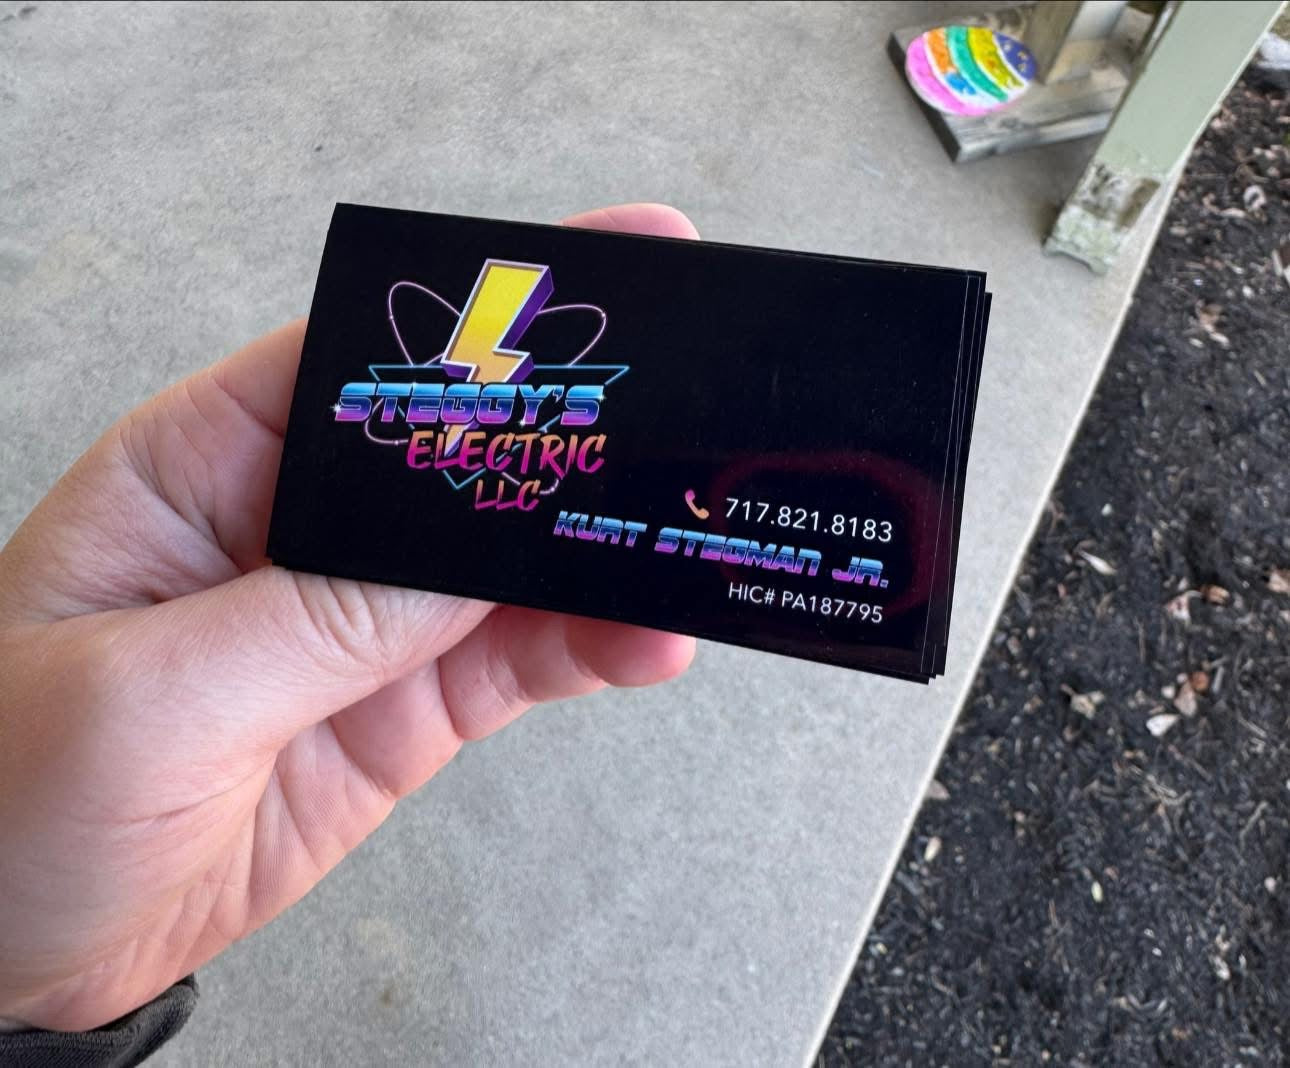 STEGGY'S
ELECTRIC
LLC
717.821.8183
KURT STEGMAN JR.
HIC# PA187795